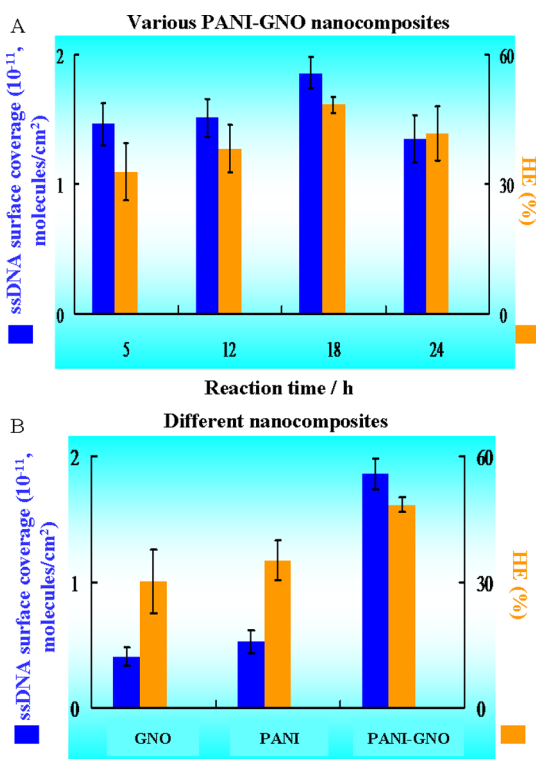 A
Various PANI-GNO nanocomposites
ssDNA surface coverage (10⁻¹¹,
molecules/cm²)
2
1
0
60
30
0
HE (%)
5 12 18 24
Reaction time / h
B
Different nanocomposites
ssDNA surface coverage (10⁻¹¹,
molecules/cm²)
2
1
0
60
30
0
HE (%)
GNO PANI PANI-GNO